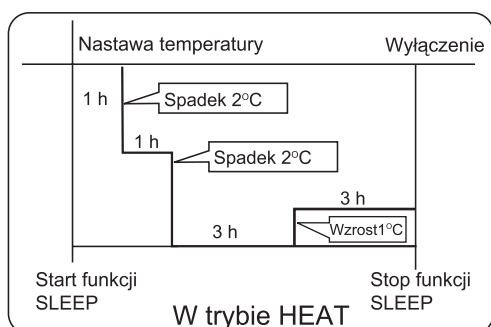 Nastawa temperatury
Wyłączenie
1 h
Spadek 2°C
1 h
Spadek 2°C
3 h
3 h
Wzrost1°C
Start funkcji
SLEEP
Stop funkcji
SLEEP
W trybie HEAT